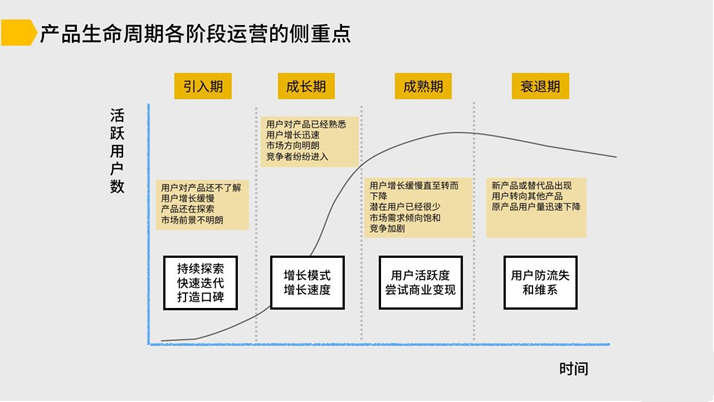 产品生命周期各阶段运营的侧重点
引入期
成长期
成熟期
衰退期
活跃用户数
用户对产品还不了解
用户增长缓慢
产品还在探索
市场前景不明朗
用户对产品已经熟悉
用户增长迅速
市场方向明朗
竞争者纷纷进入
用户增长缓慢直至转而
下降
潜在用户已经很少
市场需求倾向饱和
竞争加剧
新产品或替代品出现
用户转向其他产品
原产品用户量迅速下降
持续探索
快速迭代
打造口碑
增长模式
增长速度
用户活跃度
尝试商业变现
用户防流失
和维系
时间